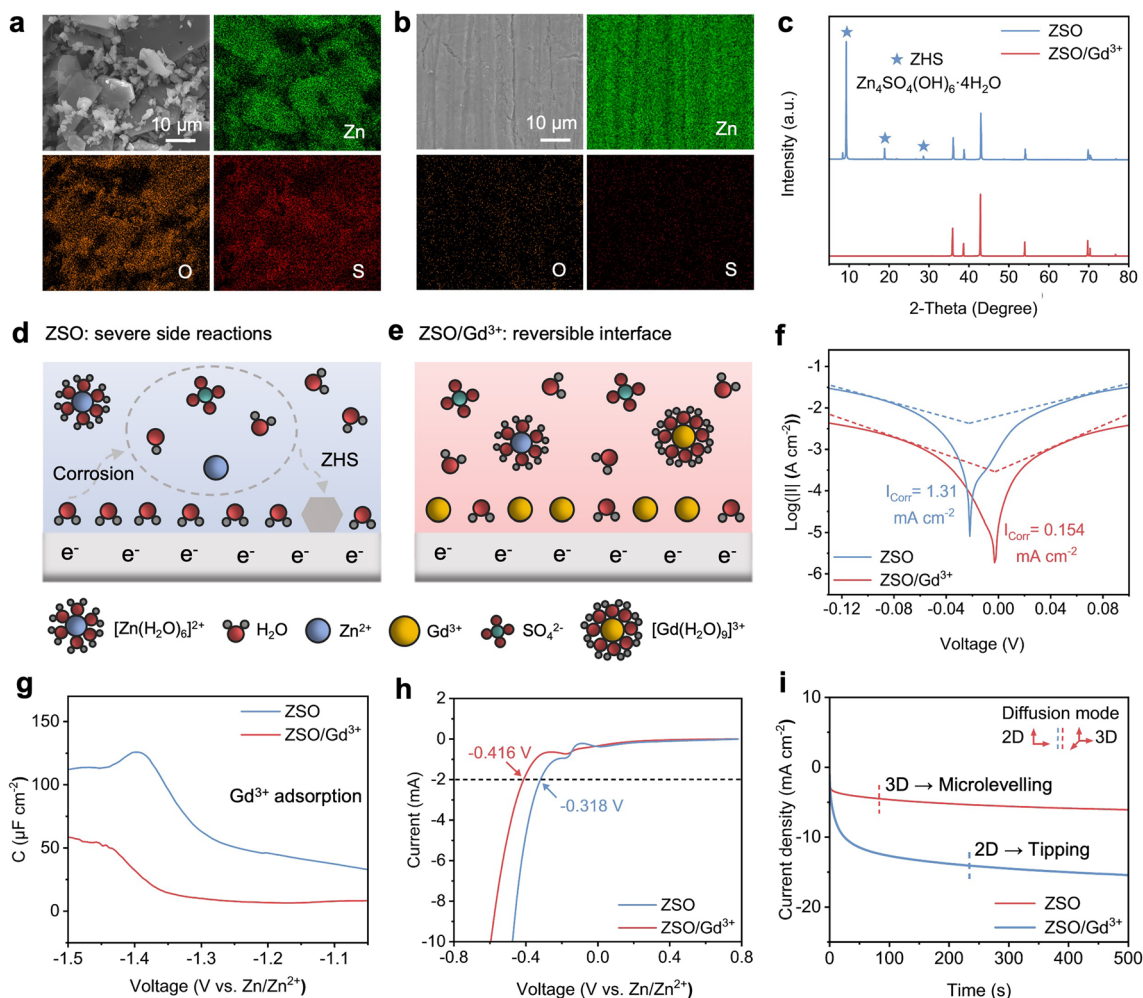 a
10 μm
Zn
O
S
b
10 μm
Zn
O
S
c
Intensity (a.u.)
ZSO
ZSO/Gd³⁺
★ ZHS
Zn₄SO₄(OH)₆·4H₂O
10 20 30 40 50 60 70 80
2-Theta (Degree)
d ZSO: severe side reactions
Corrosion
ZHS
e⁻ e⁻ e⁻ e⁻ e⁻ e⁻
e ZSO/Gd³⁺: reversible interface
e⁻ e⁻ e⁻ e⁻ e⁻ e⁻
[Zn(H₂O)₆]²⁺
H₂O
Zn²⁺
Gd³⁺
SO₄²⁻
[Gd(H₂O)₉]³⁺
f
Log(|I| (A cm⁻²)
-1
-2
-3
-4
-5
-6
I_Corr= 1.31
mA cm⁻²
I_Corr= 0.154
mA cm⁻²
ZSO
ZSO/Gd³⁺
-0.12 -0.08 -0.04 0.00 0.04 0.08
Voltage (V)
g
C (μF cm⁻²)
150
100
50
0
ZSO
ZSO/Gd³⁺
Gd³⁺ adsorption
-1.5 -1.4 -1.3 -1.2 -1.1
Voltage (V vs. Zn/Zn²⁺)
h
Current (mA)
2
0
-2
-4
-6
-8
-10
-0.416 V
-0.318 V
ZSO
ZSO/Gd³⁺
-0.8 -0.4 0.0 0.4 0.8
Voltage (V vs. Zn/Zn²⁺)
i
Current density (mA cm⁻²)
10
0
-10
-20
Diffusion mode
2D 3D
3D → Microlevelling
2D → Tipping
ZSO
ZSO/Gd³⁺
0 100 200 300 400 500
Time (s)